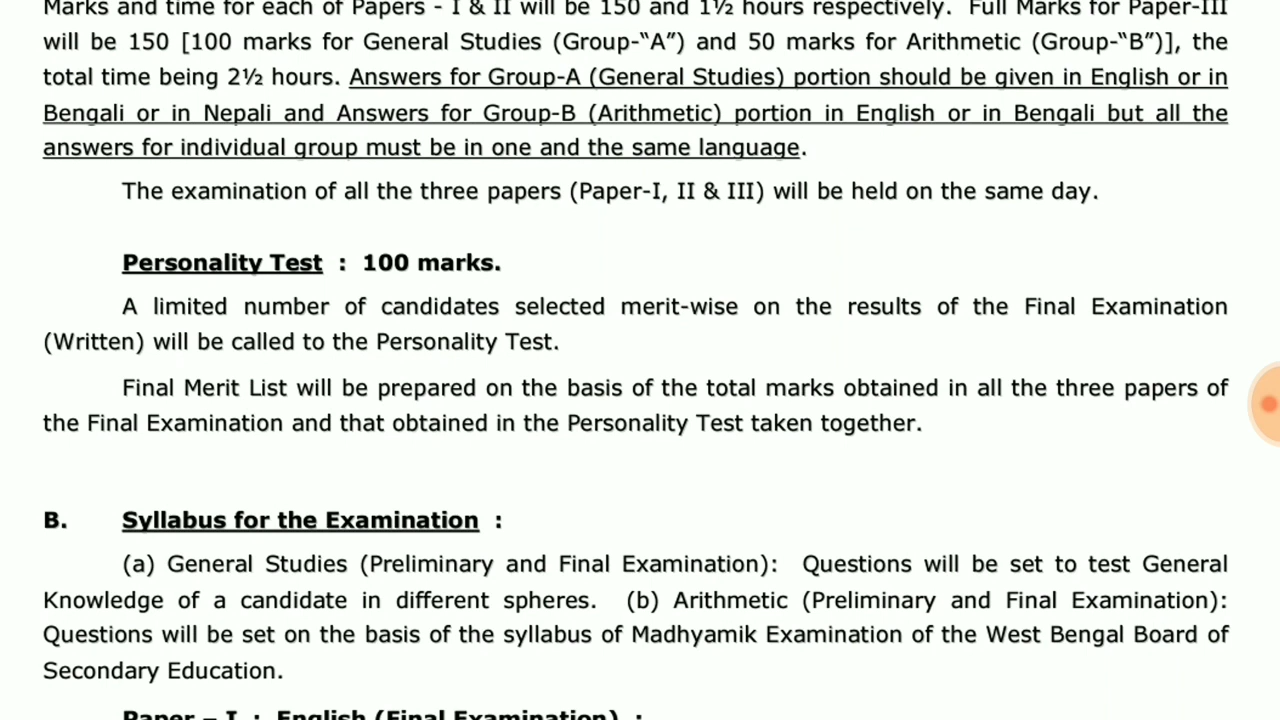 Marks and time for each of Papers - I & II will be 150 and 1½ hours respectively. Full Marks for Paper-III
will be 150 [100 marks for General Studies (Group-“A”) and 50 marks for Arithmetic (Group-“B”)], the
total time being 2½ hours. Answers for Group-A (General Studies) portion should be given in English or in
Bengali or in Nepali and Answers for Group-B (Arithmetic) portion in English or in Bengali but all the
answers for individual group must be in one and the same language.
The examination of all the three papers (Paper-I, II & III) will be held on the same day.
Personality Test : 100 marks.
A limited number of candidates selected merit-wise on the results of the Final Examination
(Written) will be called to the Personality Test.
Final Merit List will be prepared on the basis of the total marks obtained in all the three papers of
the Final Examination and that obtained in the Personality Test taken together.
B. Syllabus for the Examination :
(a) General Studies (Preliminary and Final Examination): Questions will be set to test General
Knowledge of a candidate in different spheres. (b) Arithmetic (Preliminary and Final Examination):
Questions will be set on the basis of the syllabus of Madhyamik Examination of the West Bengal Board of
Secondary Education.
Paper – I : English (Final Examination) :